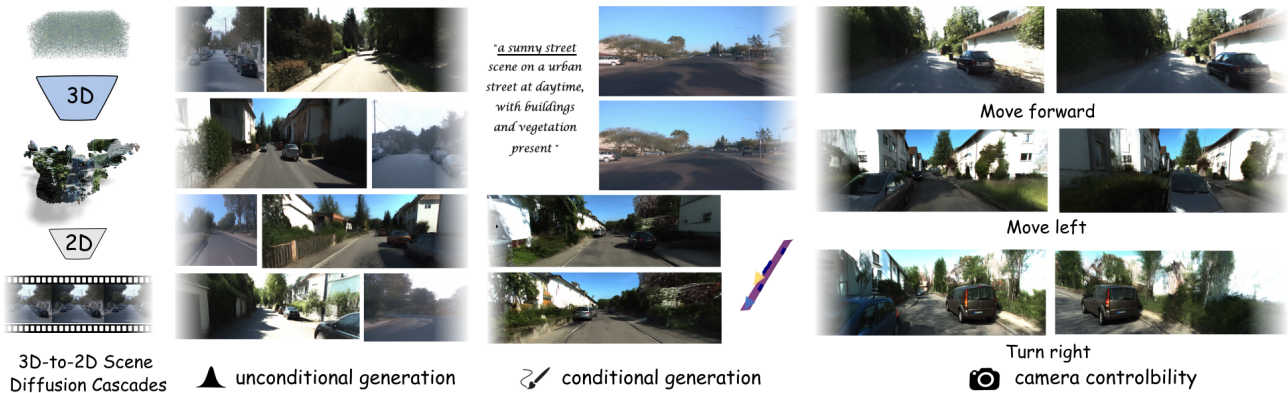 3D
2D
3D-to-2D Scene
Diffusion Cascades
unconditional generation
"a sunny street
scene on a urban
street at daytime,
with buildings
and vegetation
present "
conditional generation
Move forward
Move left
Turn right
camera controlbility